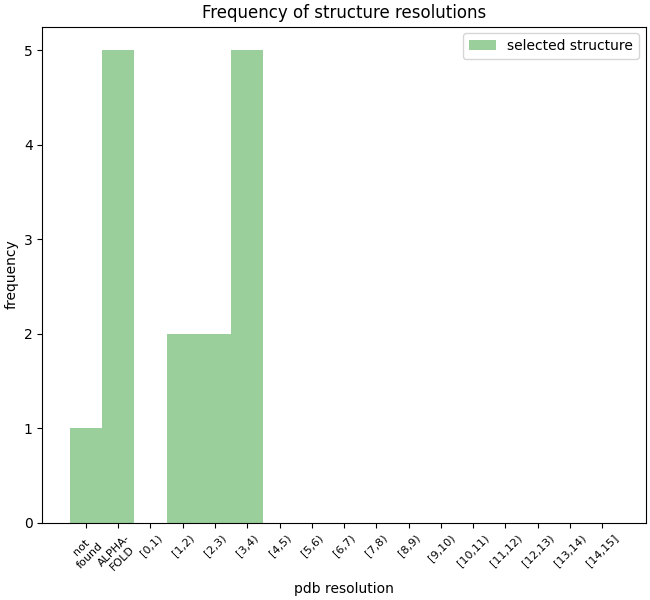 Frequency of structure resolutions
selected structure
frequency
5
4
3
2
1
0
not
found
ALPHA-
FOLD
[0,1)
[1,2)
[2,3)
[3,4)
[4,5)
[5,6)
[6,7)
[7,8)
[8,9)
[9,10)
[10,11)
[11,12)
[12,13)
[13,14)
[14,15]
pdb resolution